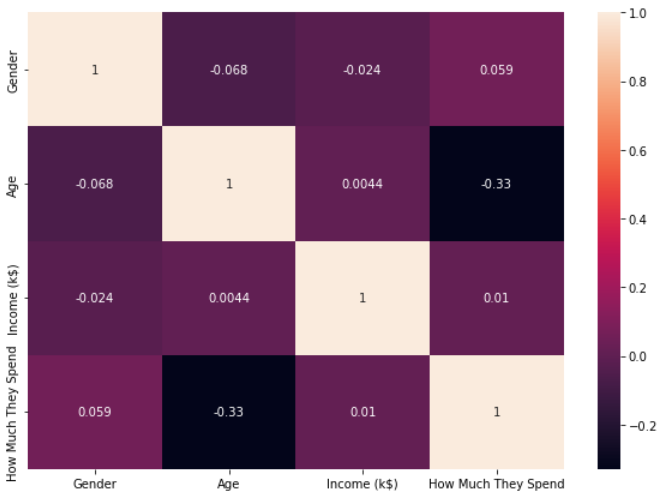 Gender 1 -0.068 -0.024 0.059
Age -0.068 1 0.0044 -0.33
Income (k$) -0.024 0.0044 1 0.01
How Much They Spend 0.059 -0.33 0.01 1
Gender Age Income (k$) How Much They Spend
1.0
0.8
0.6
0.4
0.2
0.0
−0.2